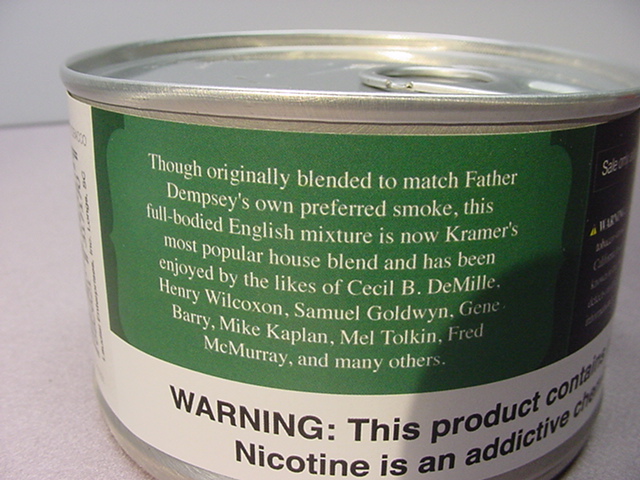 Though originally blended to match Father
Dempsey's own preferred smoke, this
full-bodied English mixture is now Kramer's
most popular house blend and has been
enjoyed by the likes of Cecil B. DeMille,
Henry Wilcoxon, Samuel Goldwyn, Gene
Barry, Mike Kaplan, Mel Tolkin, Fred
McMurray, and many others.
WARNING: This product contains
Nicotine is an addictive